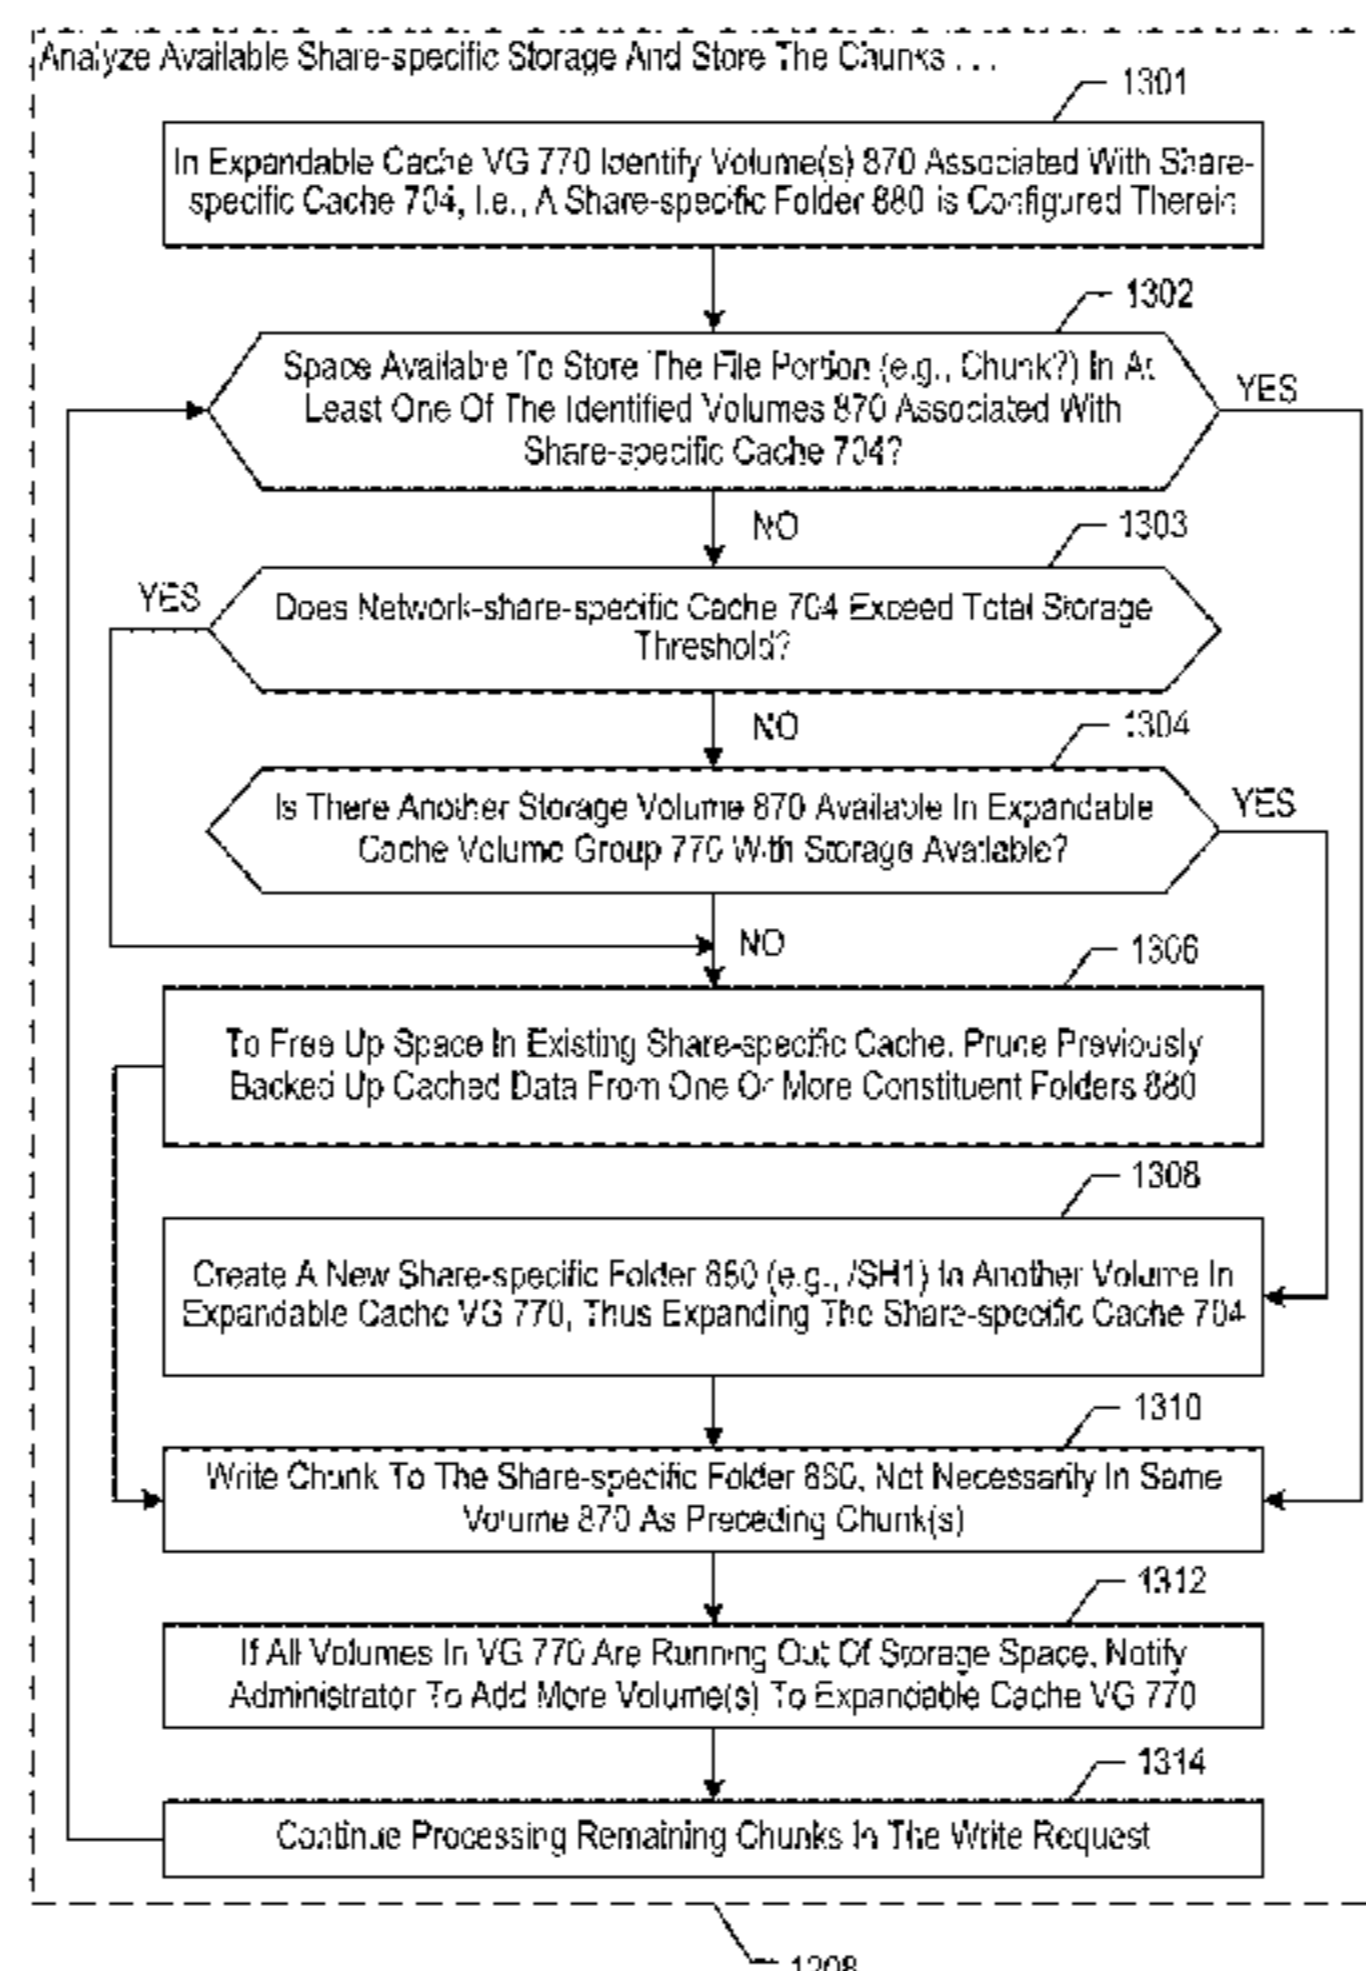 Analyze Available Share-specific Storage And Store The Chunks . . .
1301
In Expandable Cache VG 770 Identify Volume(s) 870 Associated With Share-
specific Cache 704, I.e., A Share-specific Folder 880 is Configured Therein
1302
Space Available To Store The File Portion (e.g., Chunk?) In At
Least One Of The Identified Volumes 870 Associated With
Share-specific Cache 704?
YES
NO
1303
YES
Does Network-share-specific Cache 704 Exceed Total Storage
Threshold?
NO
1304
Is There Another Storage Volume 870 Available In Expandable
Cache Volume Group 770 With Storage Available?
YES
NO
1306
To Free Up Space In Existing Share-specific Cache, Prune Previously
Backed Up Cached Data From One Or More Constituent Folders 880
1308
Create A New Share-specific Folder 880 (e.g., /SH1) In Another Volume In
Expandable Cache VG 770, Thus Expanding The Share-specific Cache 704
1310
Write Chunk To The Share-specific Folder 880, Not Necessarily In Same
Volume 870 As Preceding Chunk(s)
1312
If All Volumes In VG 770 Are Running Out Of Storage Space, Notify
Administrator To Add More Volume(s) To Expandable Cache VG 770
1314
Continue Processing Remaining Chunks In The Write Request